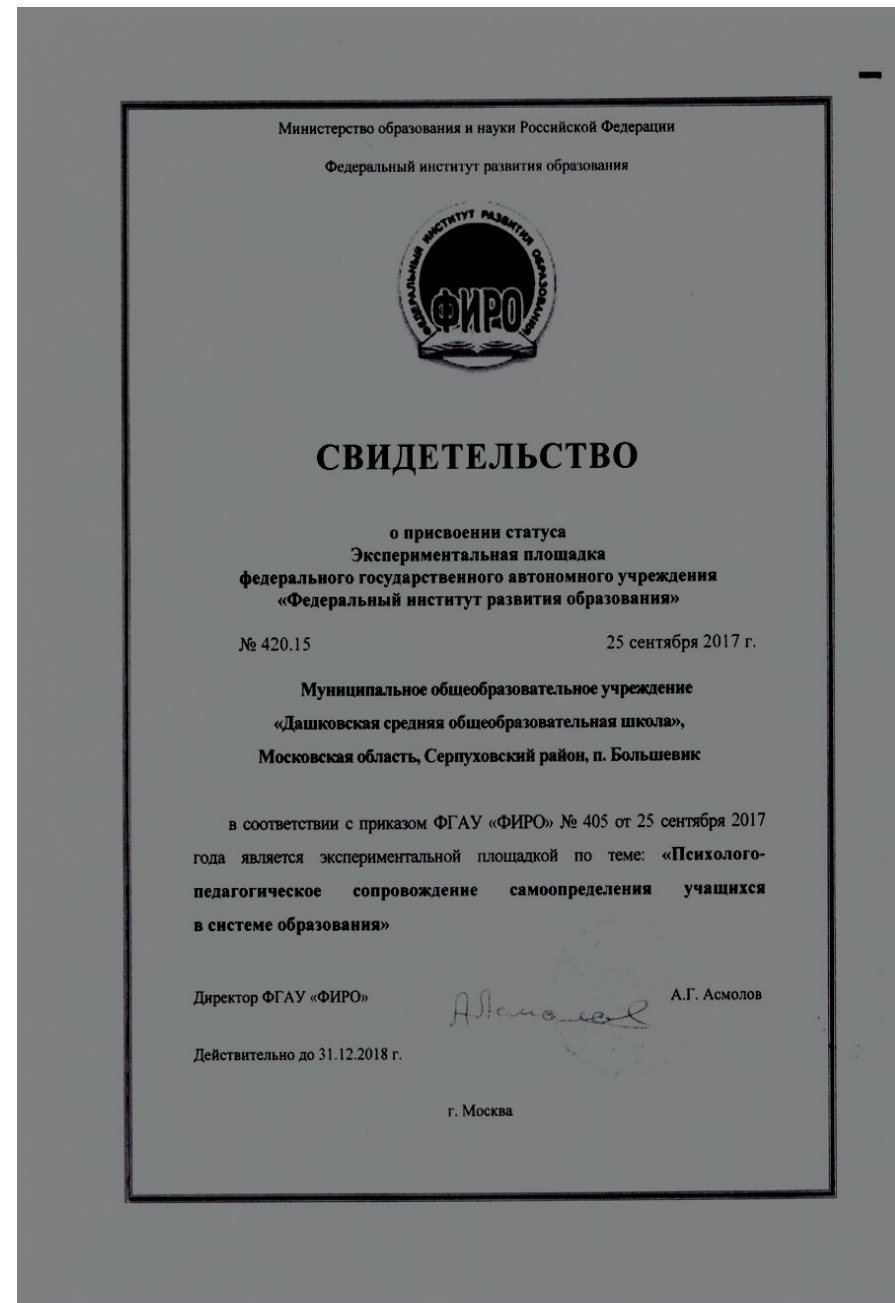 Министерство образования и науки Российской Федерации
Федеральный институт развития образования
ФЕДЕРАЛЬНЫЙ ИНСТИТУТ РАЗВИТИЯ ОБРАЗОВАНИЯ
ФИРО
СВИДЕТЕЛЬСТВО
о присвоении статуса
Экспериментальная площадка
федерального государственного автономного учреждения
«Федеральный институт развития образования»
№ 420.15 25 сентября 2017 г.
Муниципальное общеобразовательное учреждение
«Дашковская средняя общеобразовательная школа»,
Московская область, Серпуховский район, п. Большевик
в соответствии с приказом ФГАУ «ФИРО» № 405 от 25 сентября 2017
года является экспериментальной площадкой по теме: «Психолого-
педагогическое сопровождение самоопределения учащихся
в системе образования»
Директор ФГАУ «ФИРО» А.Г. Асмолов
Действительно до 31.12.2018 г.
г. Москва